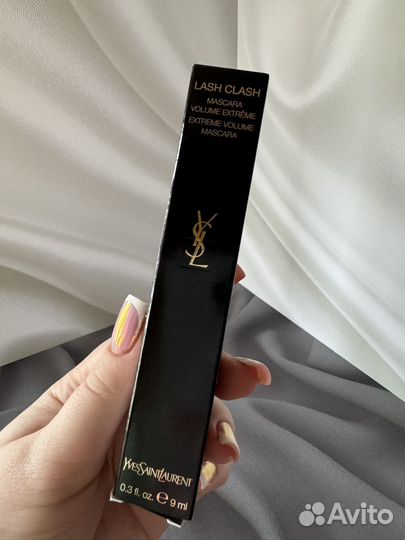 LASH CLASH
MASCARA
VOLUME EXTRÊME
EXTREME VOLUME
MASCARA
YSL
YVESSAINTLAURENT
0.3 fl. oz. ℮ 9 ml
Avito